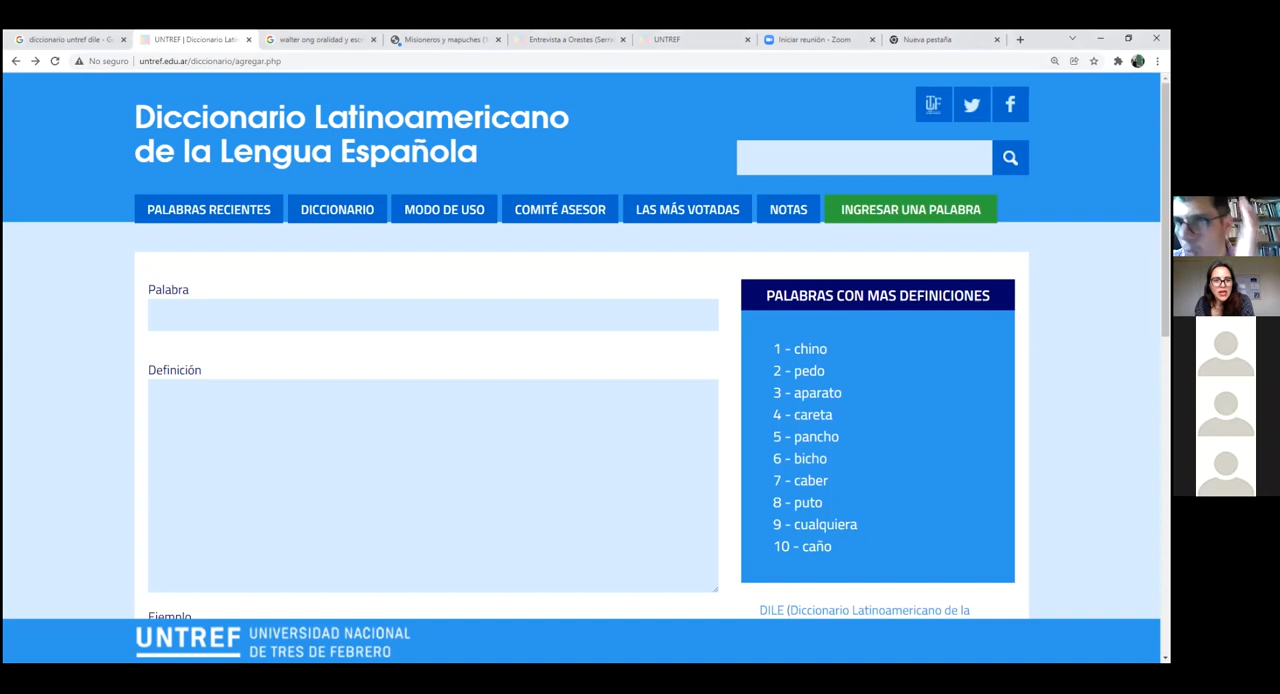 diccionario untref dile - G
UNTREF | Diccionario Lati
walter ong oralidad y esc
Misioneros y mapuches (1
Entrevista a Orestes (Serra
UNTREF
Iniciar reunión - Zoom
Nueva pestaña
No seguro | untref.edu.ar/diccionario/agregar.php
Diccionario Latinoamericano
de la Lengua Española
PALABRAS RECIENTES
DICCIONARIO
MODO DE USO
COMITÉ ASESOR
LAS MÁS VOTADAS
NOTAS
INGRESAR UNA PALABRA
Palabra
Definición
Ejemplo
PALABRAS CON MAS DEFINICIONES
1 - chino
2 - pedo
3 - aparato
4 - careta
5 - pancho
6 - bicho
7 - caber
8 - puto
9 - cualquiera
10 - caño
DILE (Diccionario Latinoamericano de la
UNTREF UNIVERSIDAD NACIONAL
DE TRES DE FEBRERO